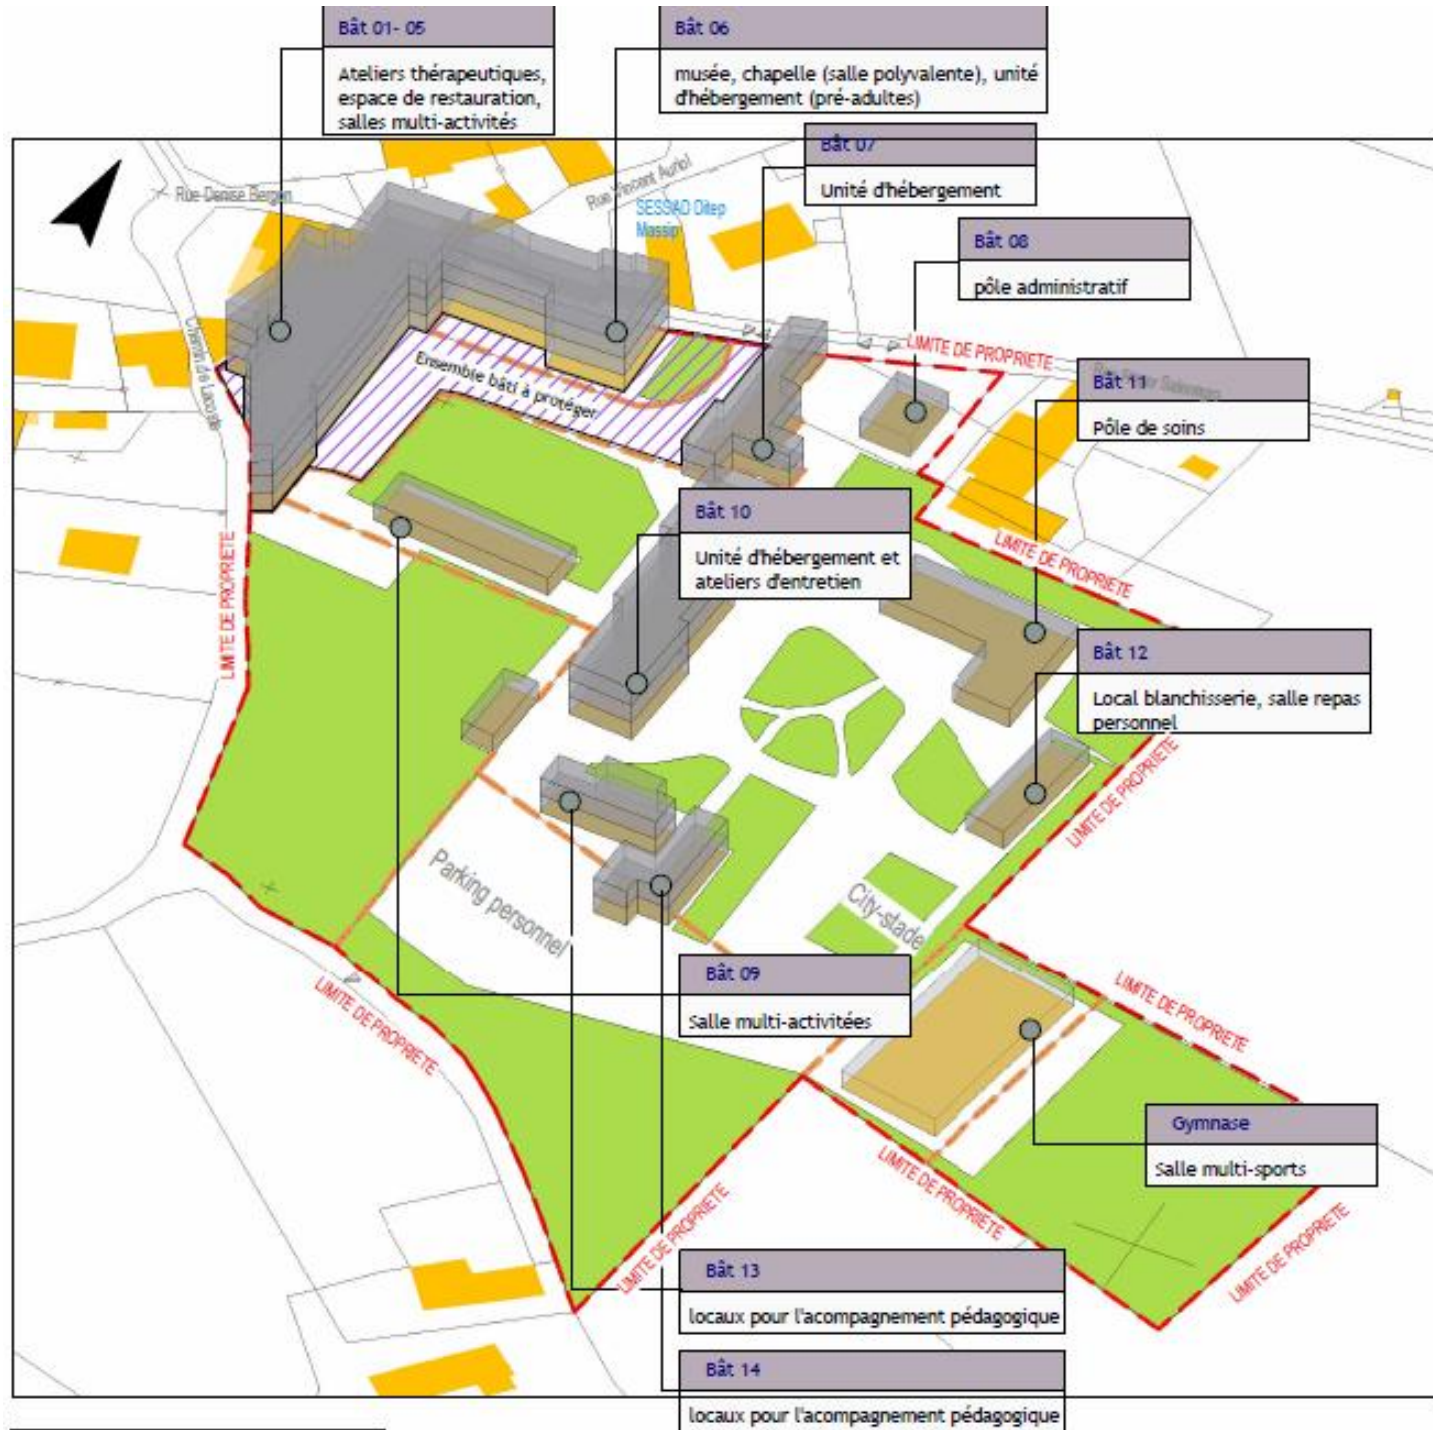 Bât 01- 05
Ateliers thérapeutiques,
espace de restauration,
salles multi-activités
Bât 06
musée, chapelle (salle polyvalente), unité
d'hébergement (pré-adultes)
Bât 07
Unité d'hébergement
Rue Denise Bergon
Rue Vincent Auriol
SESSAD Ditep
Massip
Bât 08
pôle administratif
LIMITE DE PROPRIETE
Chemin de
Ensemble bâti à protéger
Bât 11
Pôle de soins
Bât 10
Unité d'hébergement et
ateliers d'entretien
LIMITE DE PROPRIETE
LIMITE DE PROPRIETE
Bât 12
Local blanchisserie, salle repas
personnel
LIMITE DE PROPRIETE
Parking personnel
City-stade
Bât 09
Salle multi-activitées
LIMITE DE PROPRIETE
LIMITE DE PROPRIETE
Gymnase
Salle multi-sports
LIMITE DE PROPRIETE
LIMITE DE PROPRIETE
LIMITE DE PROPRIETE
Bât 13
locaux pour l'acompagnement pédagogique
Bât 14
locaux pour l'acompagnement pédagogique